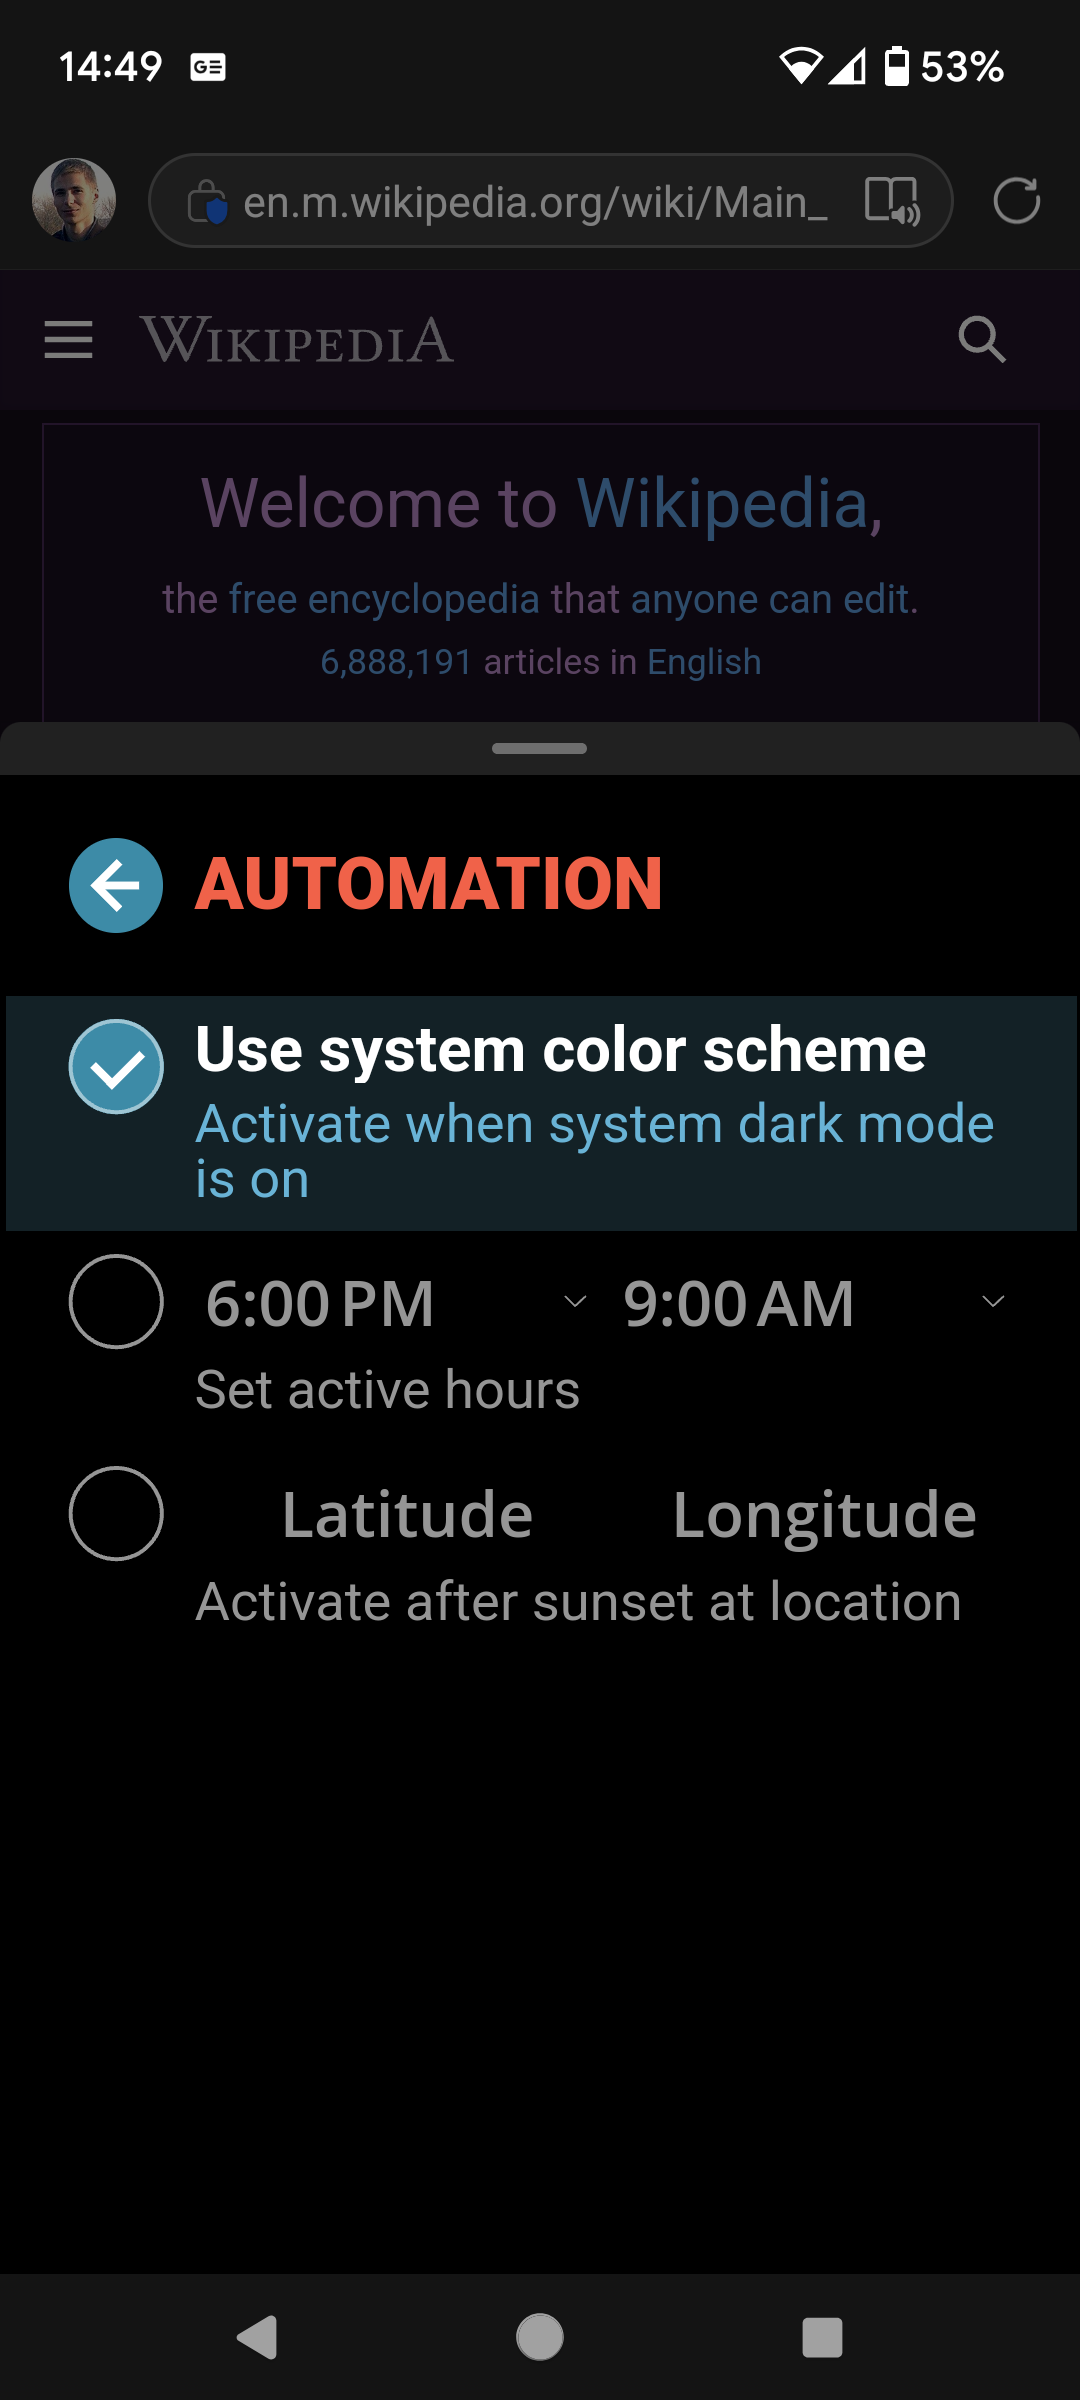 14:49 GE 53%
en.m.wikipedia.org/wiki/Main_
WIKIPEDIA
Welcome to Wikipedia,
the free encyclopedia that anyone can edit.
6,888,191 articles in English
AUTOMATION
Use system color scheme
Activate when system dark mode
is on
6:00 PM 9:00 AM
Set active hours
Latitude Longitude
Activate after sunset at location